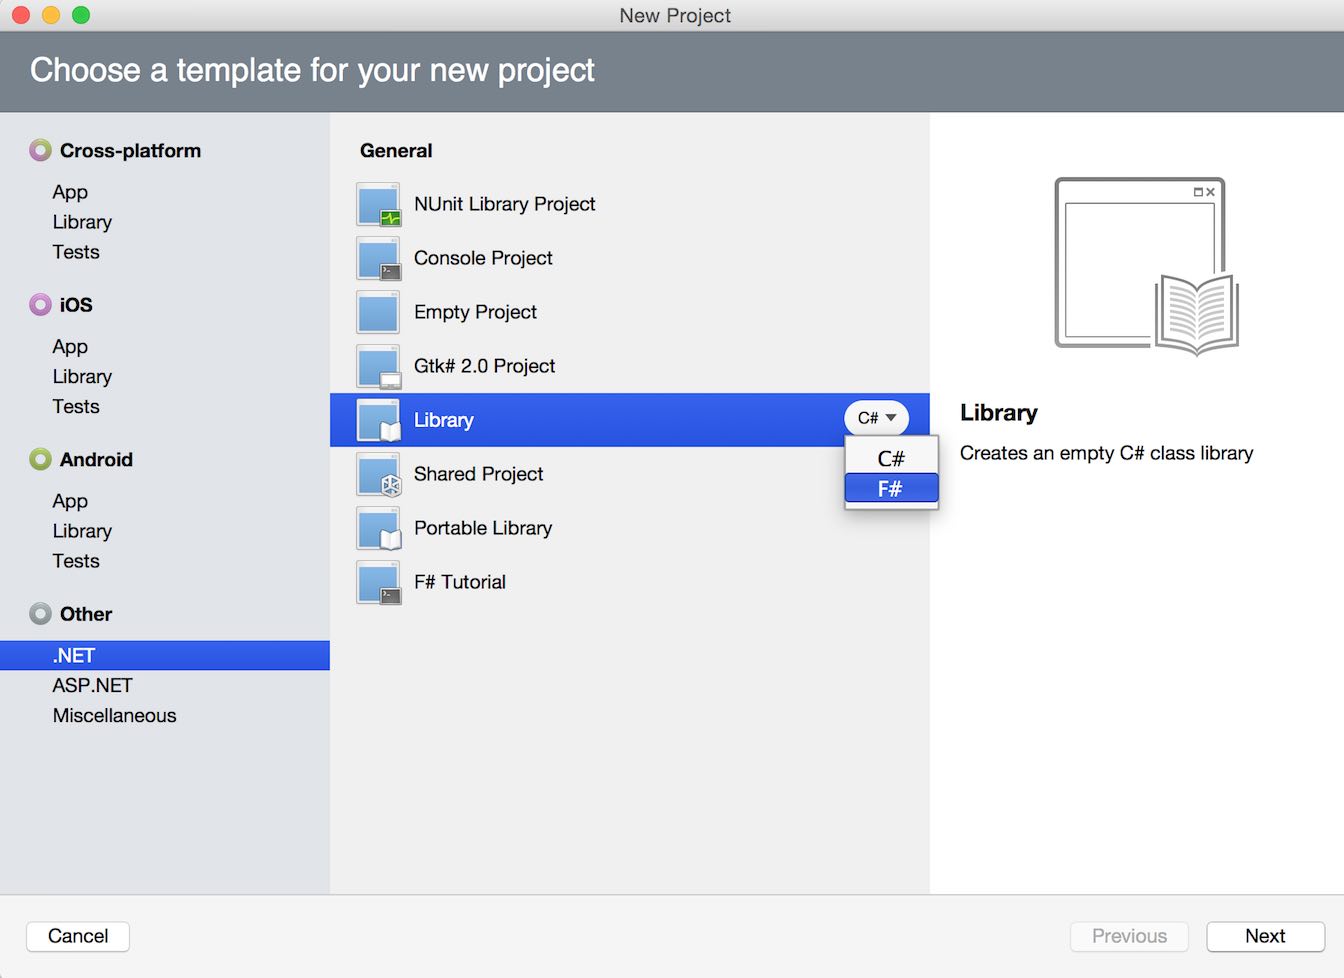 New Project
Choose a template for your new project
Cross-platform
App
Library
Tests
iOS
App
Library
Tests
Android
App
Library
Tests
Other
.NET
ASP.NET
Miscellaneous
General
NUnit Library Project
Console Project
Empty Project
Gtk# 2.0 Project
Library
C#
C#
F#
Shared Project
Portable Library
F# Tutorial
Library
Creates an empty C# class library
Cancel
Previous
Next